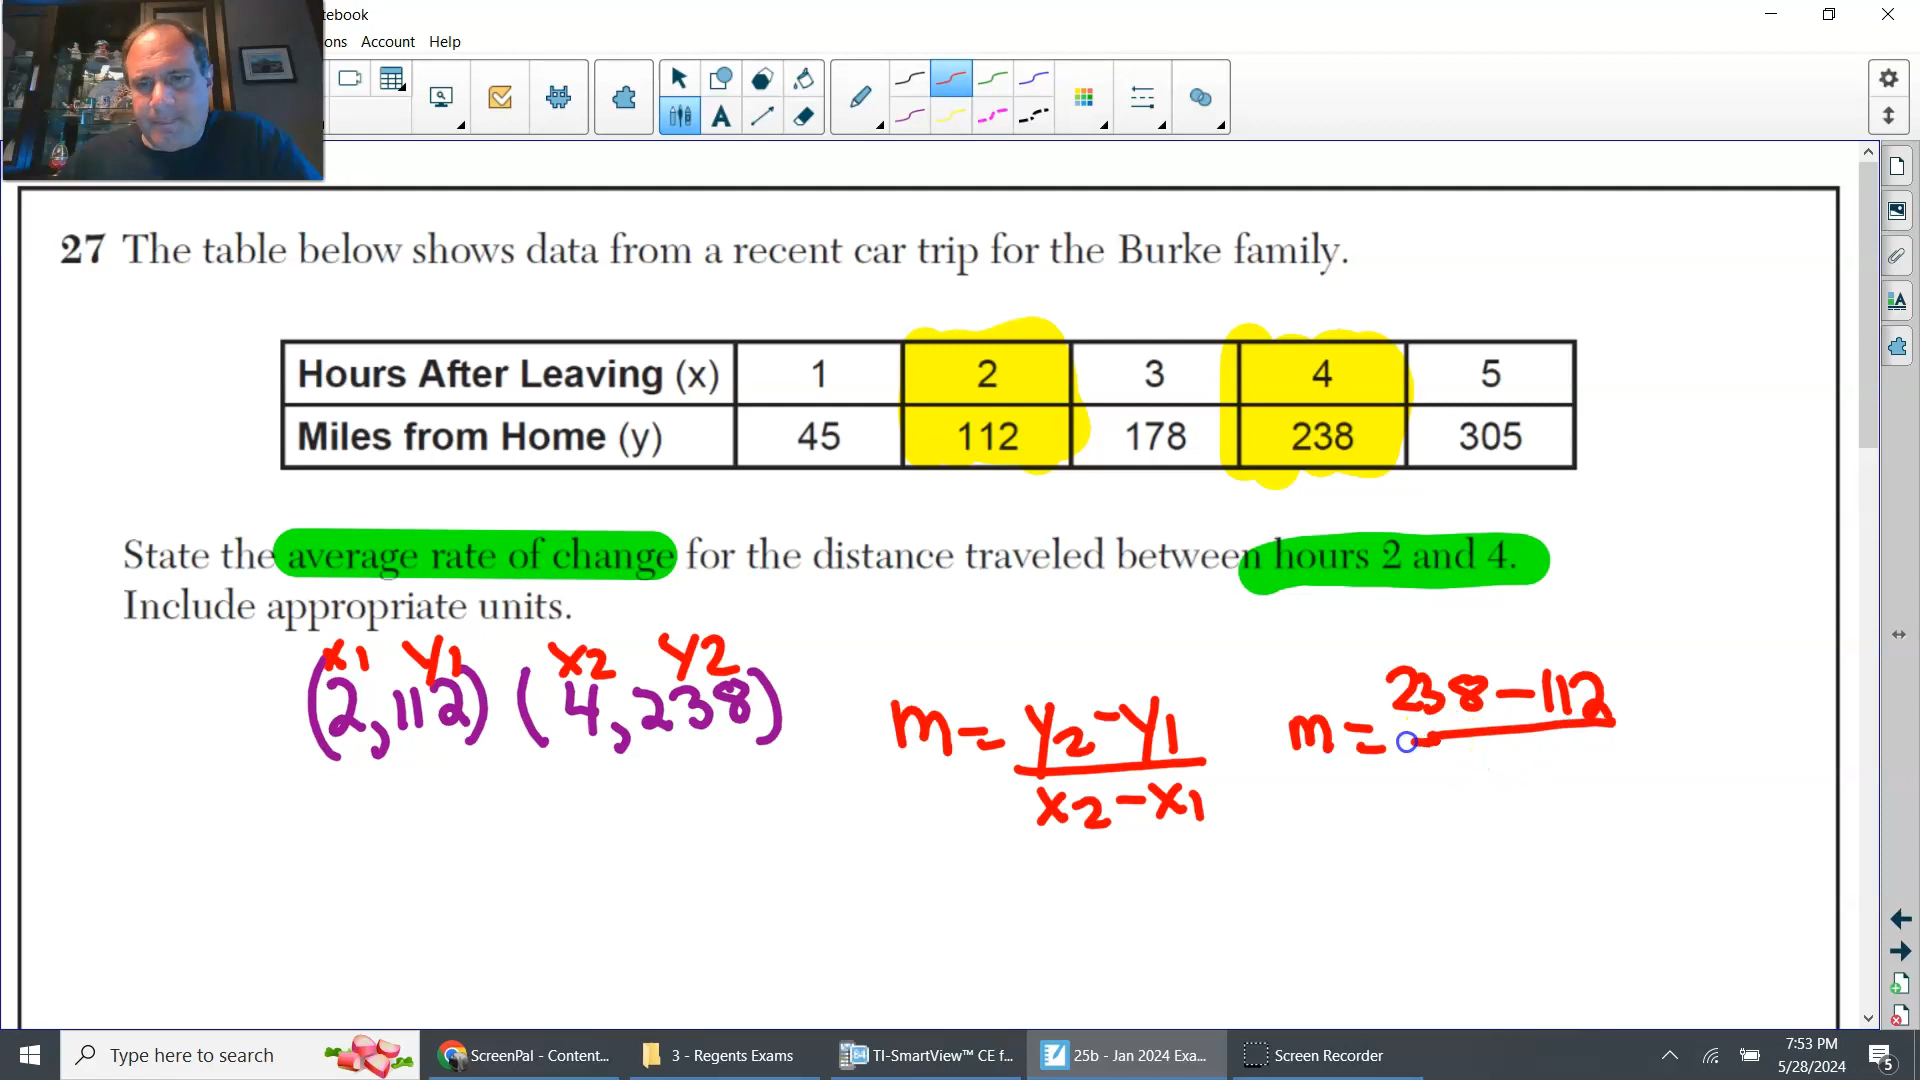 tebook
ons Account Help
27 The table below shows data from a recent car trip for the Burke family.
Hours After Leaving (x) 1 2 3 4 5
Miles from Home (y) 45 112 178 238 305
State the average rate of change for the distance traveled between hours 2 and 4.
Include appropriate units.
x1 y1 x2 y2
(2,112) (4,238)
m= y2-y1
x2-x1
m= 238-112
Type here to search
ScreenPal - Content...
3 - Regents Exams
84
TI-SmartView™ CE f...
25b - Jan 2024 Exa...
Screen Recorder
7:53 PM
5/28/2024
5